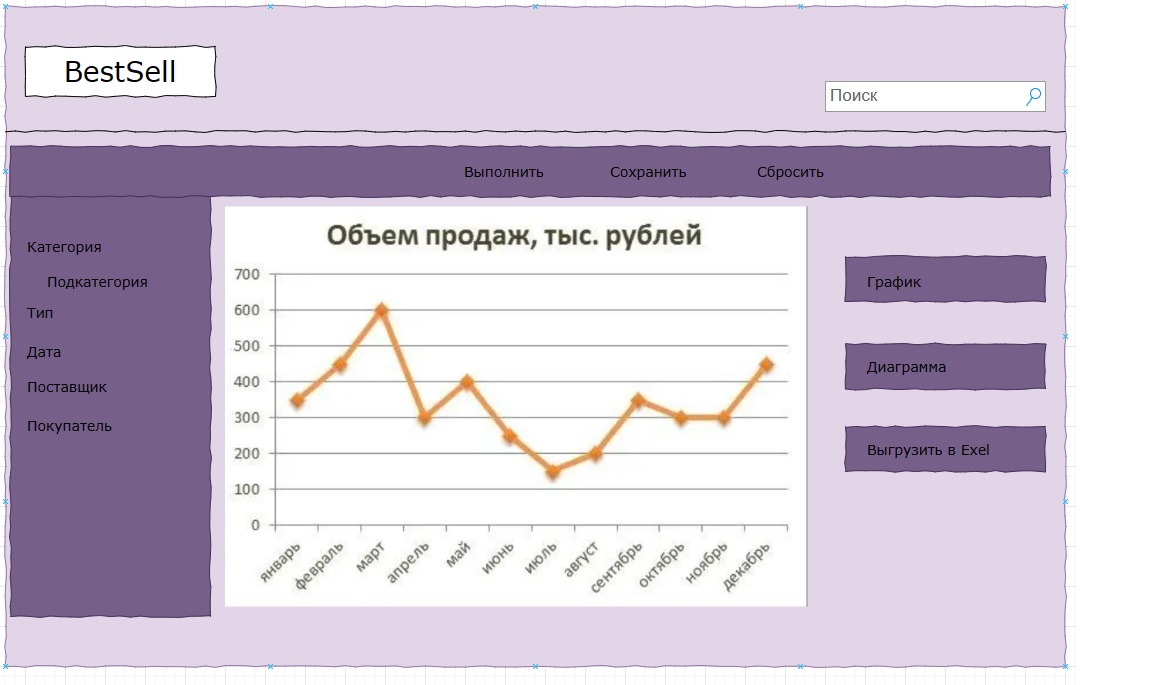 BestSell
Поиск
Выполнить Сохранить Сбросить
Категория
Подкатегория
Тип
Дата
Поставщик
Покупатель
Объем продаж, тыс. рублей
700
600
500
400
300
200
100
0
январь февраль март апрель май июнь июль август сентябрь октябрь ноябрь декабрь
График
Диаграмма
Выгрузить в Exel